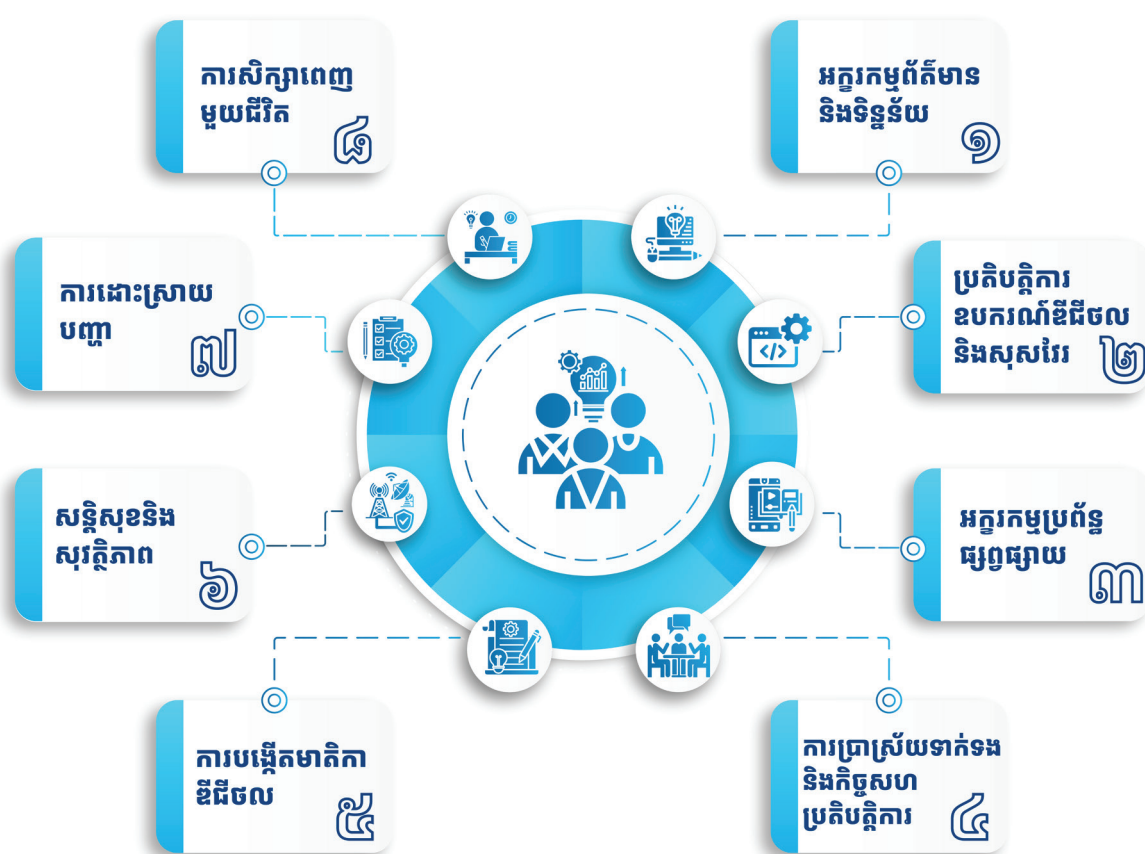 អក្ខរកម្មព័ត៌មាន
និងទិន្នន័យ
១
ប្រតិបត្តិការ
ឧបករណ៍ឌីជីថល
និងសុសវែរ
២
អក្ខរកម្មប្រព័ន្ធ
ផ្សព្វផ្សាយ
៣
ការប្រាស្រ័យទាក់ទង
និងកិច្ចសហ
ប្រតិបត្តិការ
៤
ការបង្កើតមាតិកា
ឌីជីថល
៥
សន្តិសុខនិង
សុវត្ថិភាព
៦
ការដោះស្រាយ
បញ្ហា
៧
ការសិក្សាពេញ
មួយជីវិត
៨